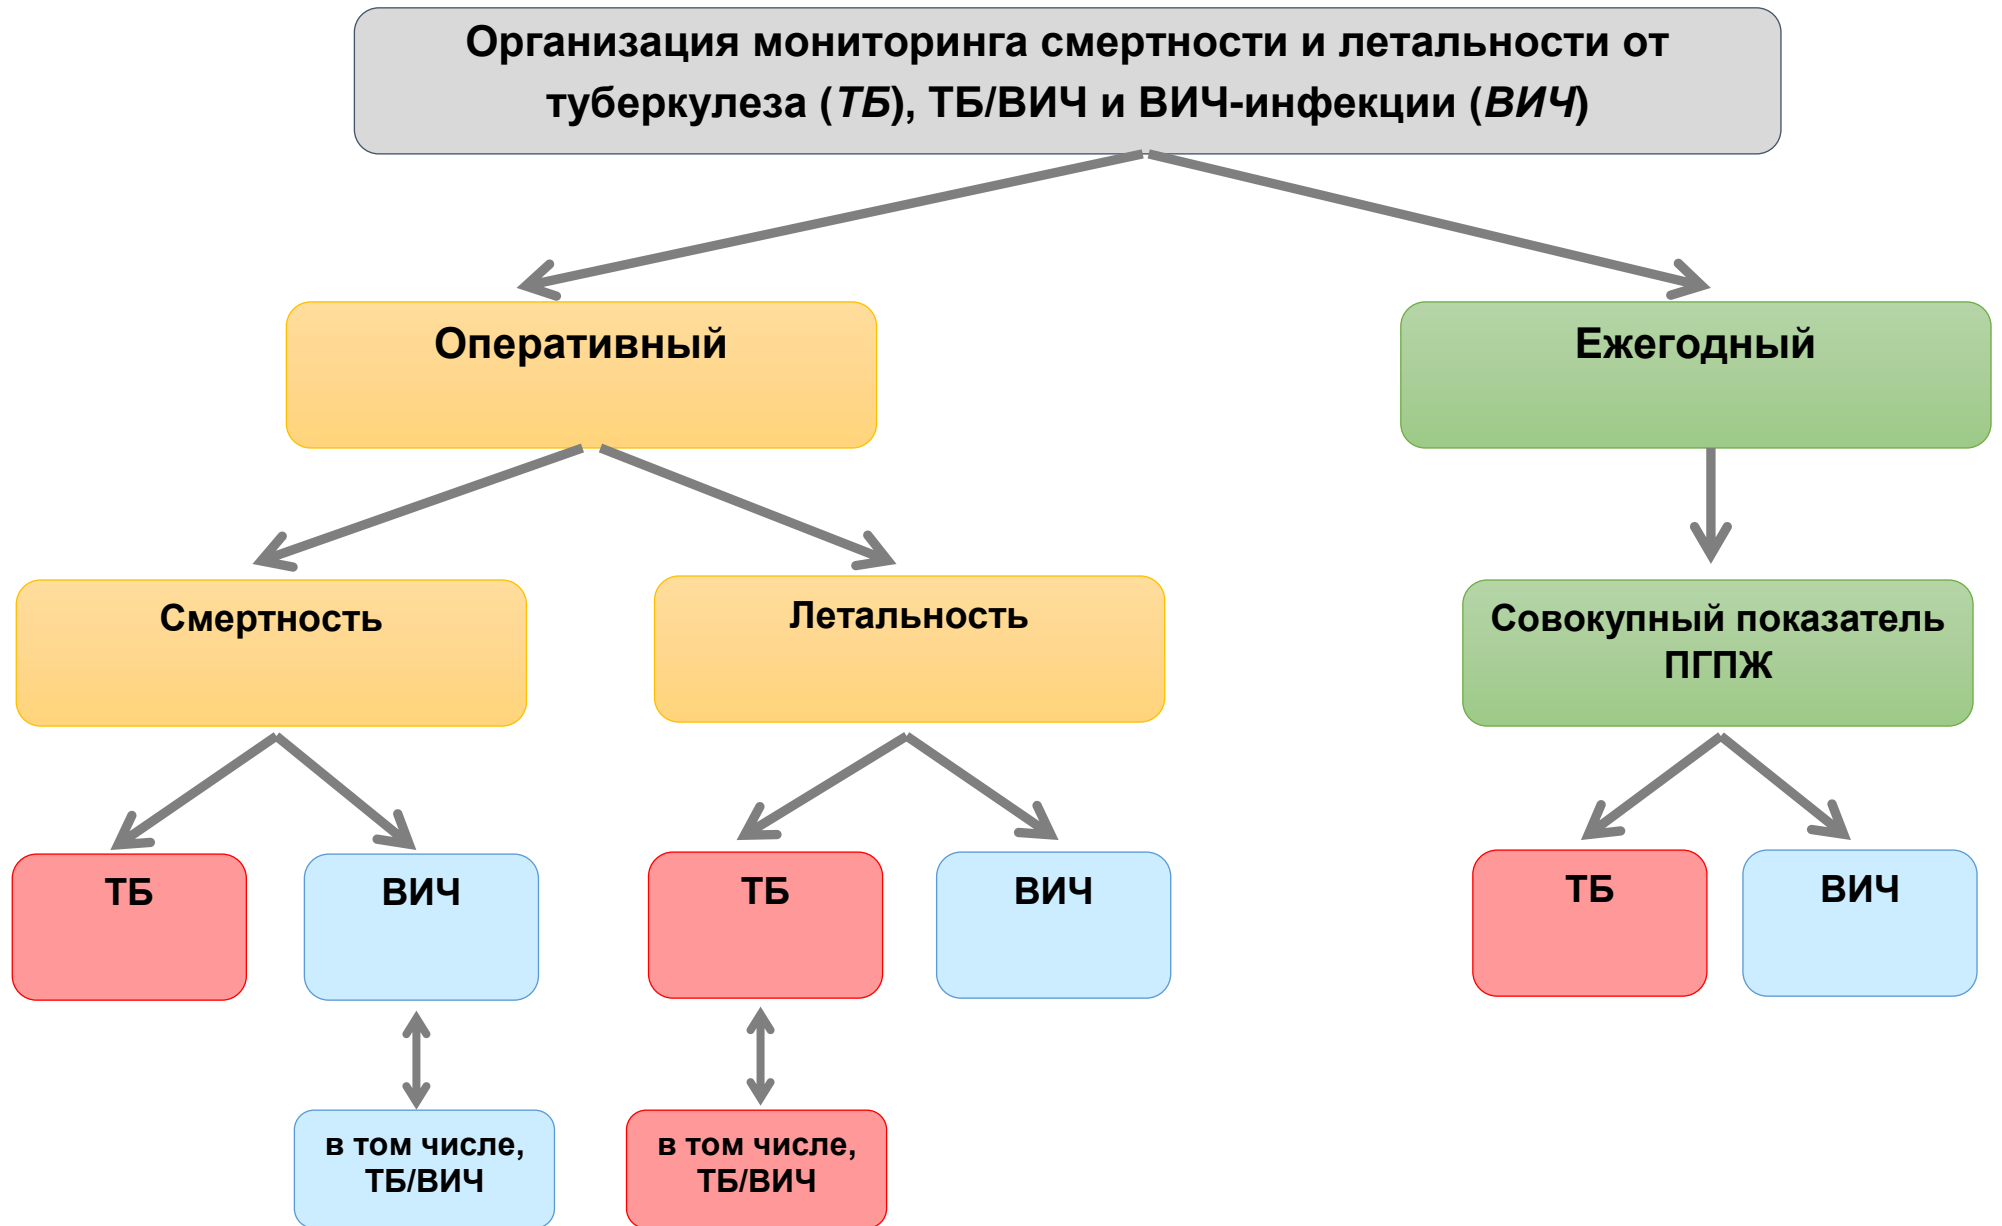 Организация мониторинга смертности и летальности от
туберкулеза (ТБ), ТБ/ВИЧ и ВИЧ-инфекции (ВИЧ)
Оперативный
Ежегодный
Смертность
Летальность
Совокупный показатель
ПГПЖ
ТБ
ВИЧ
ТБ
ВИЧ
ТБ
ВИЧ
в том числе,
ТБ/ВИЧ
в том числе,
ТБ/ВИЧ